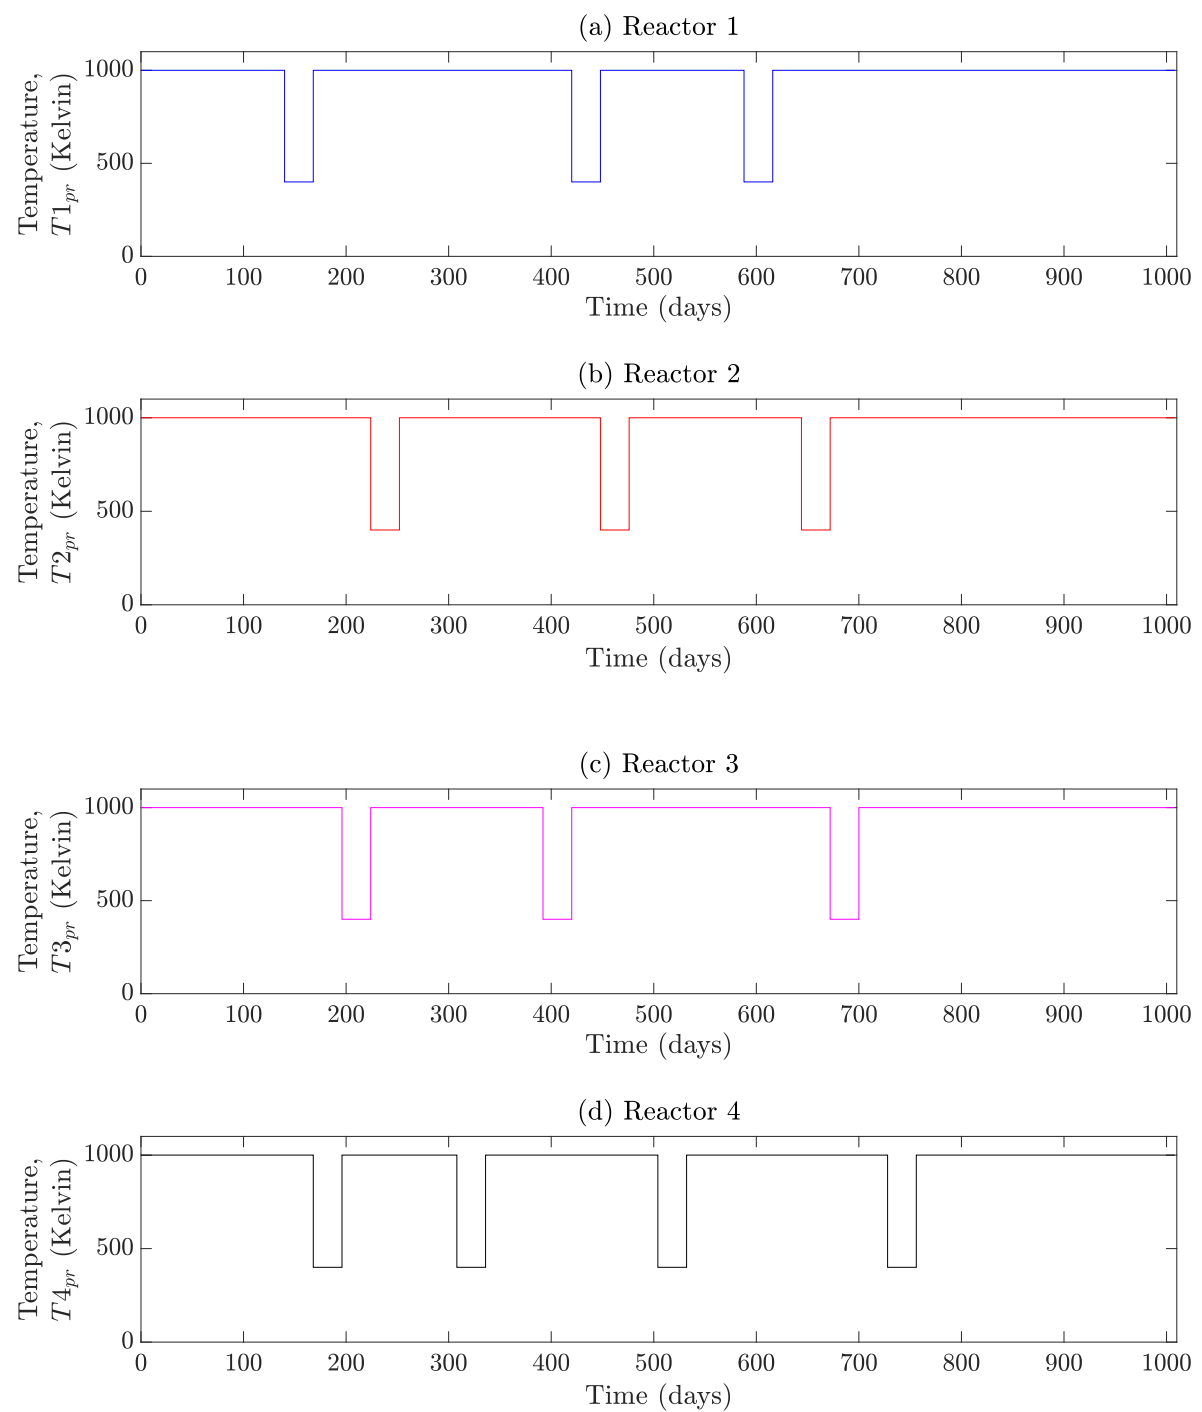 (a) Reactor 1
Temperature,
T1pr (Kelvin)
1000
500
0
0 100 200 300 400 500 600 700 800 900 1000
Time (days)
(b) Reactor 2
Temperature,
T2pr (Kelvin)
1000
500
0
0 100 200 300 400 500 600 700 800 900 1000
Time (days)
(c) Reactor 3
Temperature,
T3pr (Kelvin)
1000
500
0
0 100 200 300 400 500 600 700 800 900 1000
Time (days)
(d) Reactor 4
Temperature,
T4pr (Kelvin)
1000
500
0
0 100 200 300 400 500 600 700 800 900 1000
Time (days)